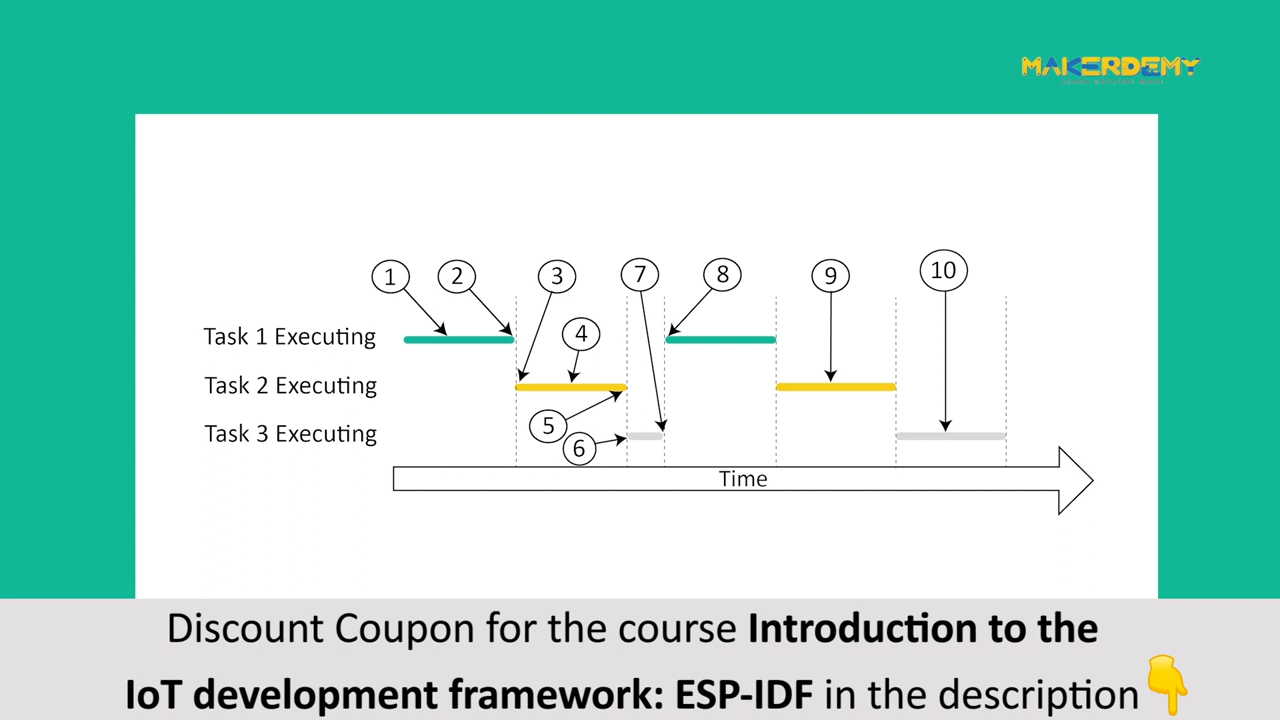 MAKERDEMY
1 2 3 7 8 9 10
Task 1 Executing
4
Task 2 Executing
5
Task 3 Executing
6
Time
Discount Coupon for the course Introduction to the
IoT development framework: ESP-IDF in the description